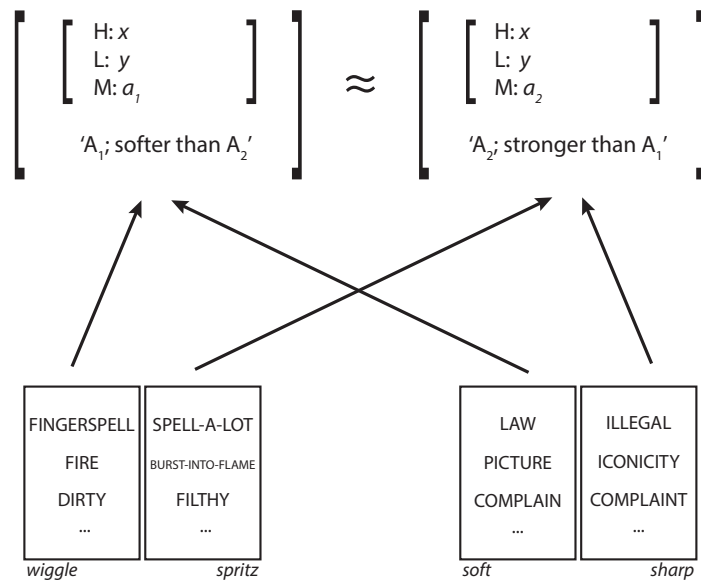 H: x
L: y
M: a₁
'A₁; softer than A₂'
≈
H: x
L: y
M: a₂
'A₂; stronger than A₁'
FINGERSPELL
FIRE
DIRTY
...
wiggle
SPELL-A-LOT
BURST-INTO-FLAME
FILTHY
...
spritz
LAW
PICTURE
COMPLAIN
...
soft
ILLEGAL
ICONICITY
COMPLAINT
...
sharp